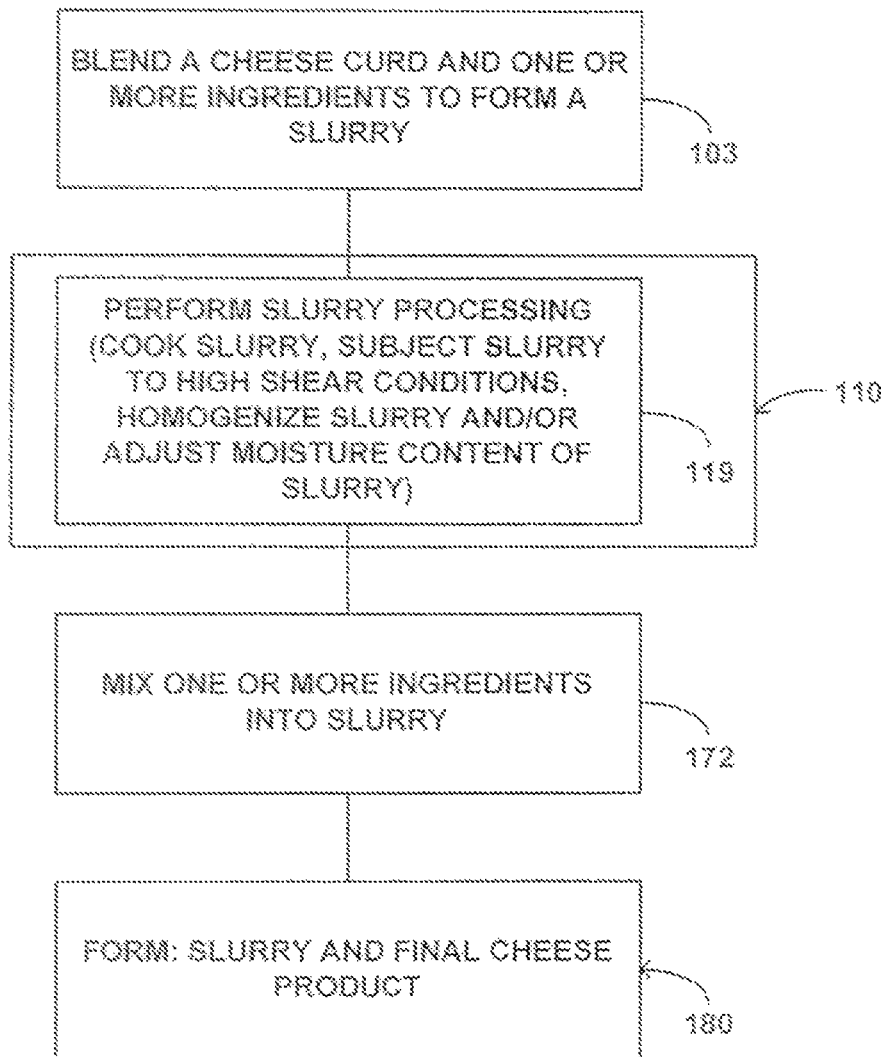 BLEND A CHEESE CURD AND ONE OR
MORE INGREDIENTS TO FORM A
SLURRY
103
PERFORM SLURRY PROCESSING
(COOK SLURRY, SUBJECT SLURRY
TO HIGH SHEAR CONDITIONS,
HOMOGENIZE SLURRY AND/OR
ADJUST MOISTURE CONTENT OF
SLURRY)
110
119
MIX ONE OR MORE INGREDIENTS
INTO SLURRY
172
FORM: SLURRY AND FINAL CHEESE
PRODUCT
180